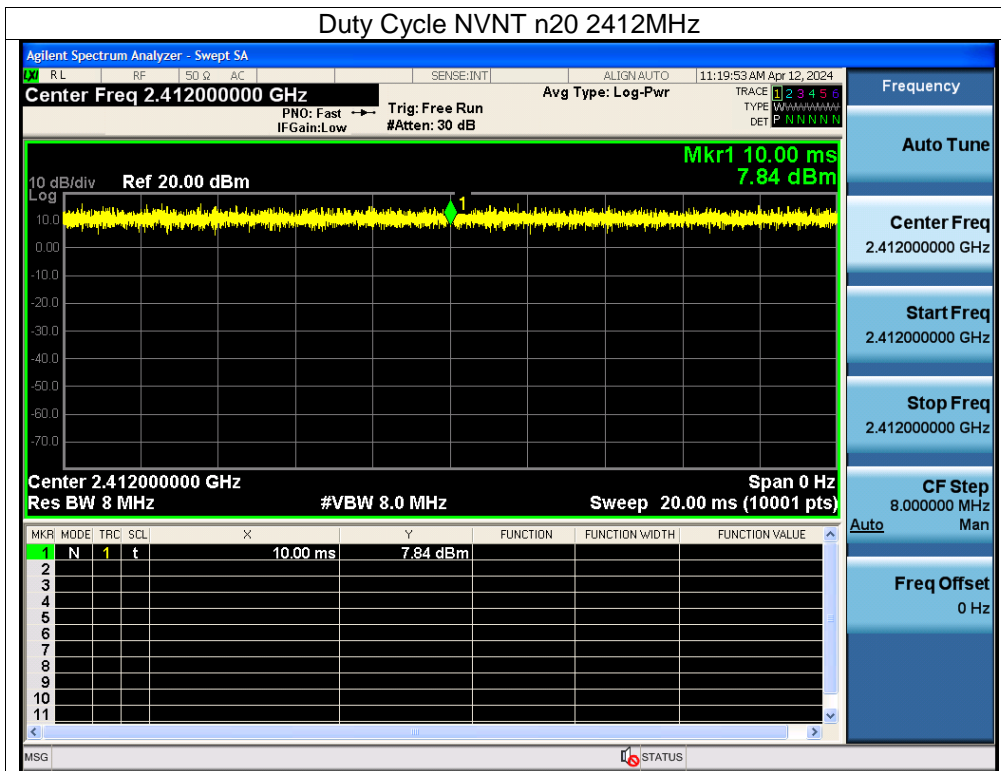 Duty Cycle NVNT n20 2412MHz
Agilent Spectrum Analyzer - Swept SA
LXI RL RF 50 Ω AC SENSE:INT ALIGN AUTO 11:19:53 AM Apr 12, 2024
Center Freq 2.412000000 GHz Avg Type: Log-Pwr TRACE 1 2 3 4 5 6
PNO: Fast Trig: Free Run TYPE WWWWWW
IFGain:Low #Atten: 30 dB DET P N N N N N
Mkr1 10.00 ms
7.84 dBm
10 dB/div Ref 20.00 dBm
Log
1
10.0
0.00
-10.0
-20.0
-30.0
-40.0
-50.0
-60.0
-70.0
Center 2.412000000 GHz Span 0 Hz
Res BW 8 MHz #VBW 8.0 MHz Sweep 20.00 ms (10001 pts)
MKR MODE TRC SCL X Y FUNCTION FUNCTION WIDTH FUNCTION VALUE
1 N 1 t 10.00 ms 7.84 dBm
2
3
4
5
6
7
8
9
10
11
MSG STATUS
Frequency
Auto Tune
Center Freq
2.412000000 GHz
Start Freq
2.412000000 GHz
Stop Freq
2.412000000 GHz
CF Step
8.000000 MHz
Auto Man
Freq Offset
0 Hz